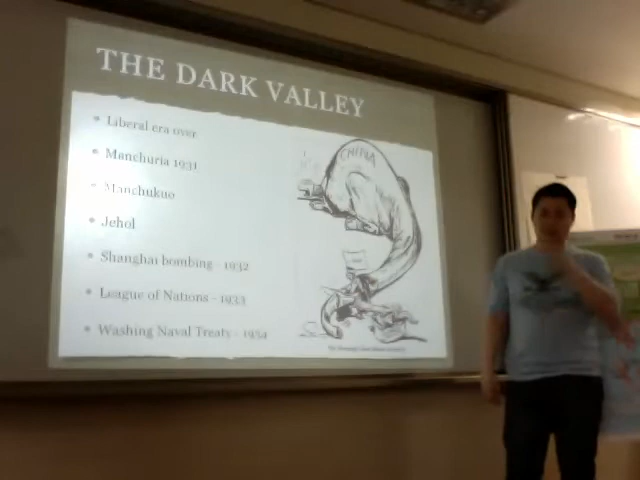 THE DARK VALLEY
Liberal era over
Manchuria 1931
Manchukuo
Jehol
Shanghai bombing - 1932
League of Nations - 1933
Washing Naval Treaty - 1934
CHINA